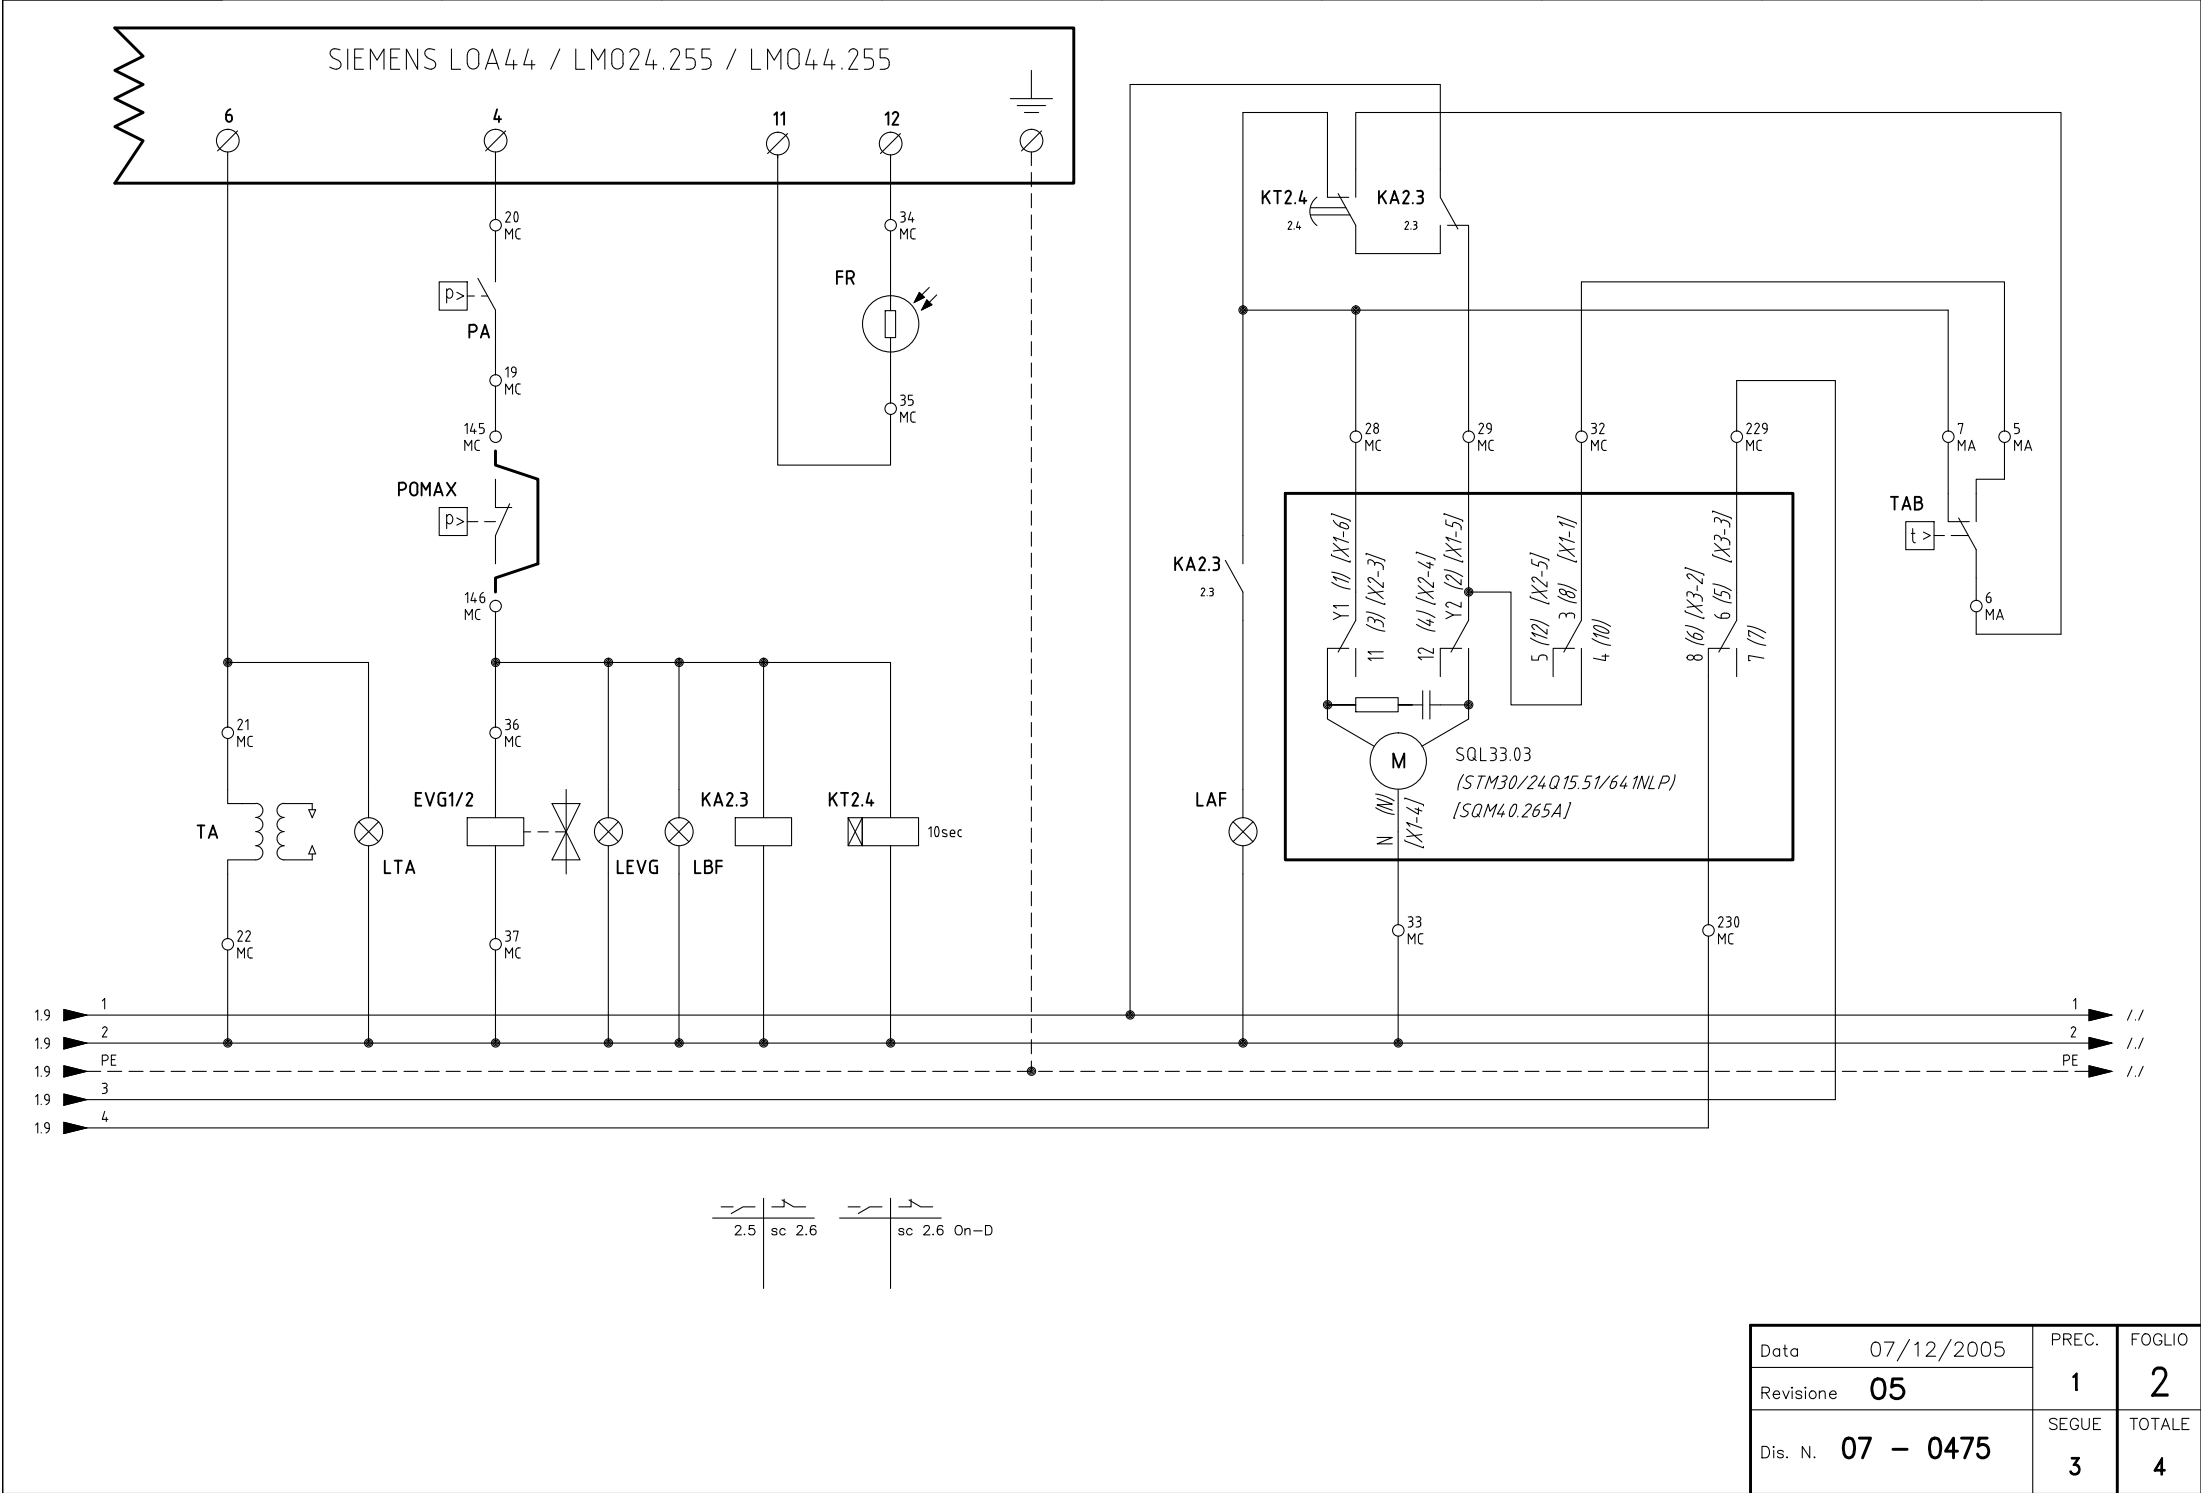 SIEMENS LOA44 / LMO24.255 / LMO44.255
6
4
11
12
20
MC
34
MC
KT2.4
2.4
KA2.3
2.3
p>
PA
FR
19
MC
35
MC
145
MC
28
MC
29
MC
32
MC
229
MC
7
MA
5
MA
POMAX
p>
TAB
t>
KA2.3
2.3
146
MC
6
MA
Y1 (1) [X1-6]
11 (3) [X2-3]
12 (4) [X2-4]
Y2 (2) [X1-5]
5 (12) [X2-5]
3 (8) [X1-1]
4 (10)
8 (6) [X3-2]
6 (5) [X3-3]
7 (7)
21
MC
36
MC
M
SQL33.03
(STM30/24Q15.51/641NLP)
[SQM40.265A]
N (N)
[X1-4]
TA
LTA
EVG1/2
LEVG
LBF
KA2.3
KT2.4
10sec
LAF
22
MC
37
MC
33
MC
230
MC
1.9 1 1 /./
1.9 2 2 /./
1.9 PE PE /./
1.9 3
1.9 4
2.5 sc 2.6
sc 2.6 On-D
Data 07/12/2005
PREC.
1
FOGLIO
2
Revisione 05
Dis. N. 07 - 0475
SEGUE
3
TOTALE
4